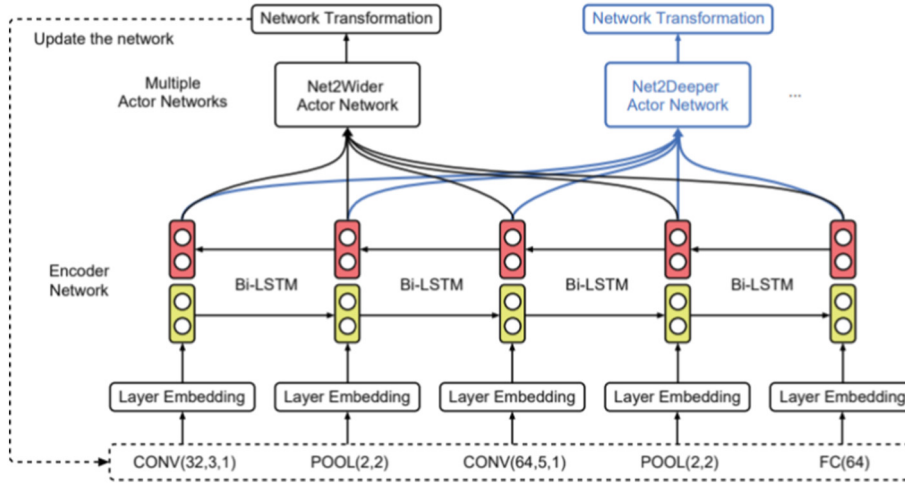 Network Transformation
Network Transformation
Update the network
Multiple
Actor Networks
Net2Wider
Actor Network
Net2Deeper
Actor Network
...
Encoder
Network
Bi-LSTM
Bi-LSTM
Bi-LSTM
Bi-LSTM
Layer Embedding
Layer Embedding
Layer Embedding
Layer Embedding
Layer Embedding
CONV(32,3,1)
POOL(2,2)
CONV(64,5,1)
POOL(2,2)
FC(64)